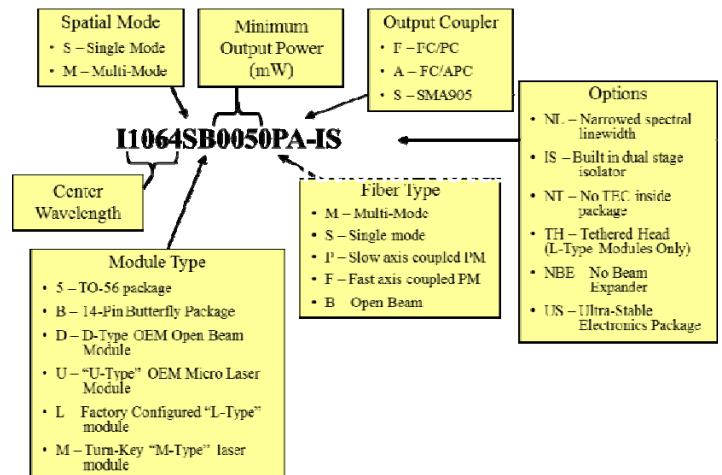 Spatial Mode
• S – Single Mode
• M – Multi-Mode
Minimum
Output Power
(mW)
Output Coupler
• F – FC/PC
• A – FC/APC
• S – SMA905
I1064SB0050PA-IS
Center
Wavelength
Module Type
• 5 – TO-56 package
• B – 14-Pin Butterfly Package
• D – D-Type OEM Open Beam
Module
• U – “U-Type” OEM Micro Laser
Module
• L Factory Configured “L-Type”
module
• M – Turn-Key “M-Type” laser
module
Fiber Type
• M – Multi-Mode
• S – Single mode
• P – Slow axis coupled PM
• F – Fast axis coupled PM
• B Open Beam
Options
• NL – Narrowed spectral
linewidth
• IS – Built in dual stage
isolator
• NT – No TEC inside
package
• TH – Tethered Head
(L-Type Modules Only)
• NBE No Beam
Expander
• US – Ultra-Stable
Electronics Package